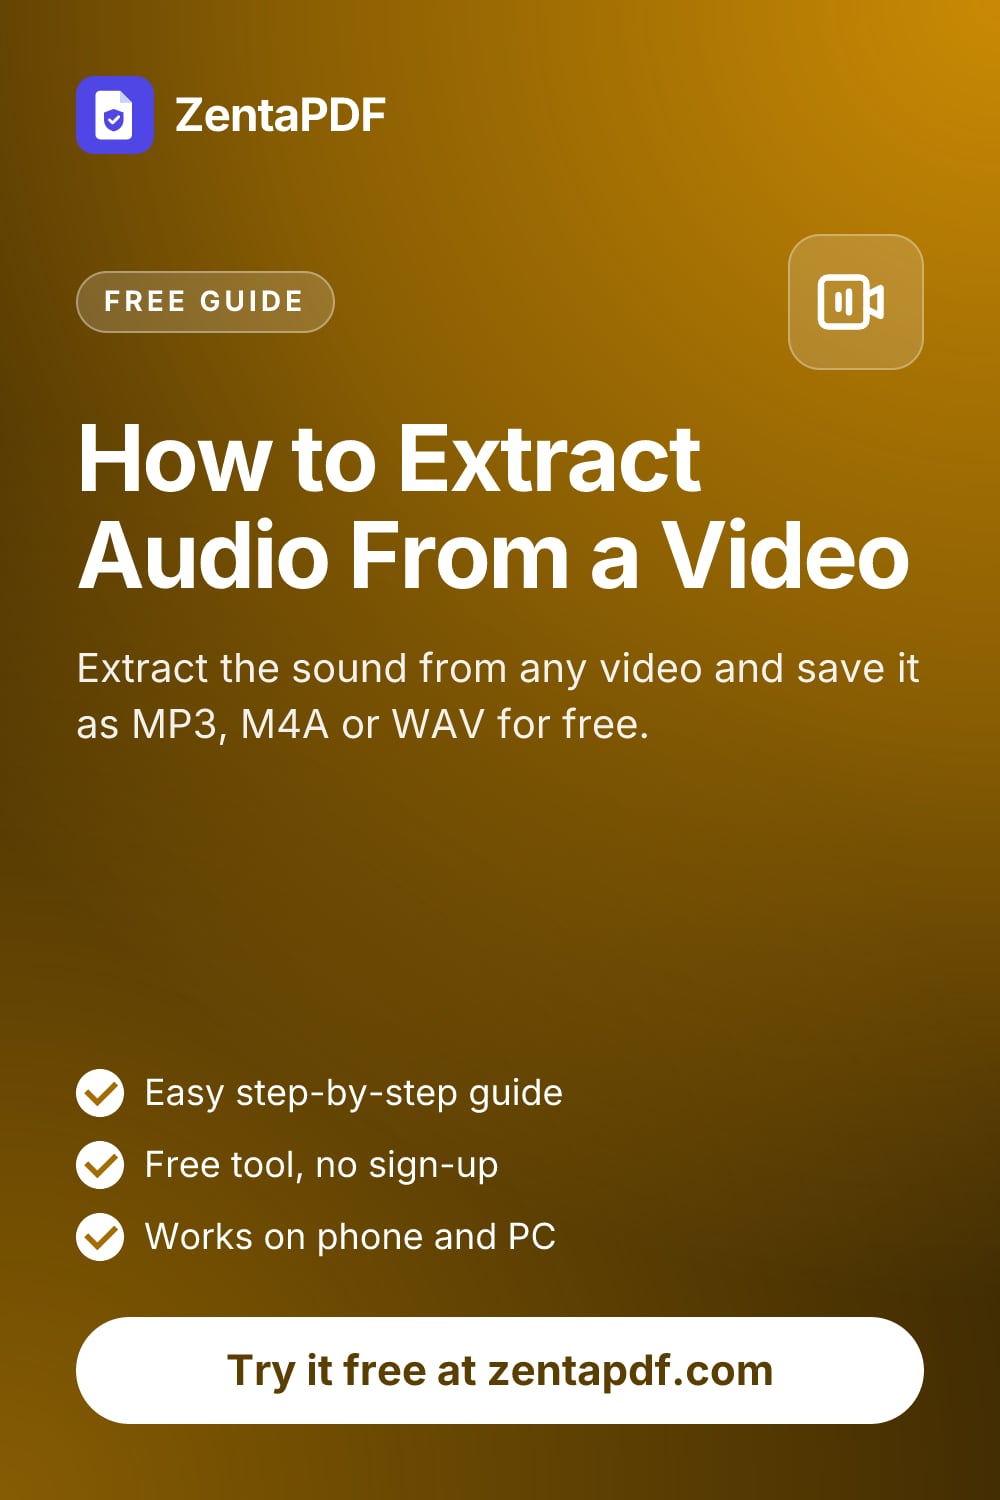 ZentaPDF
FREE GUIDE
How to Extract
Audio From a Video
Extract the sound from any video and save it
as MP3, M4A or WAV for free.
Easy step-by-step guide
Free tool, no sign-up
Works on phone and PC
Try it free at zentapdf.com